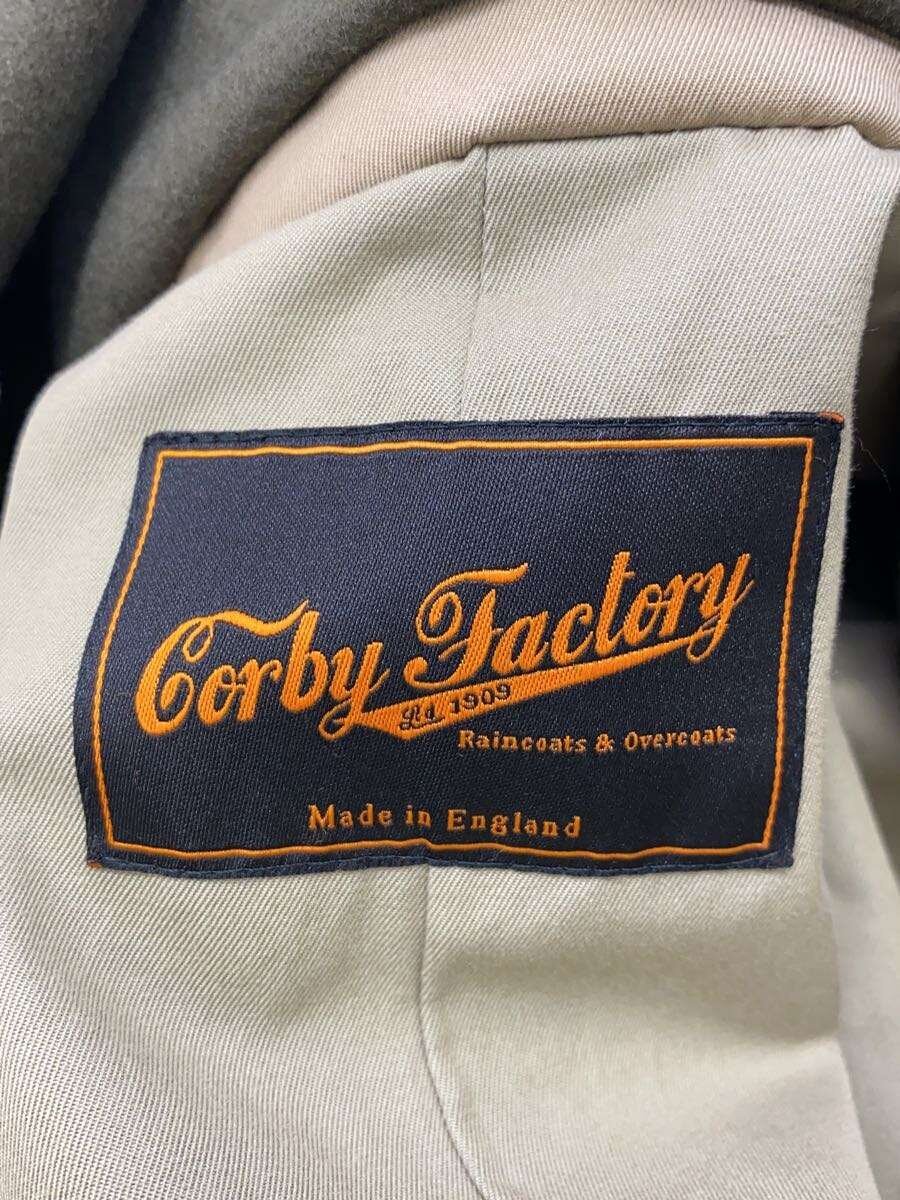 Corby Factory
Ltd 1909
Raincoats & Overcoats
Made in England